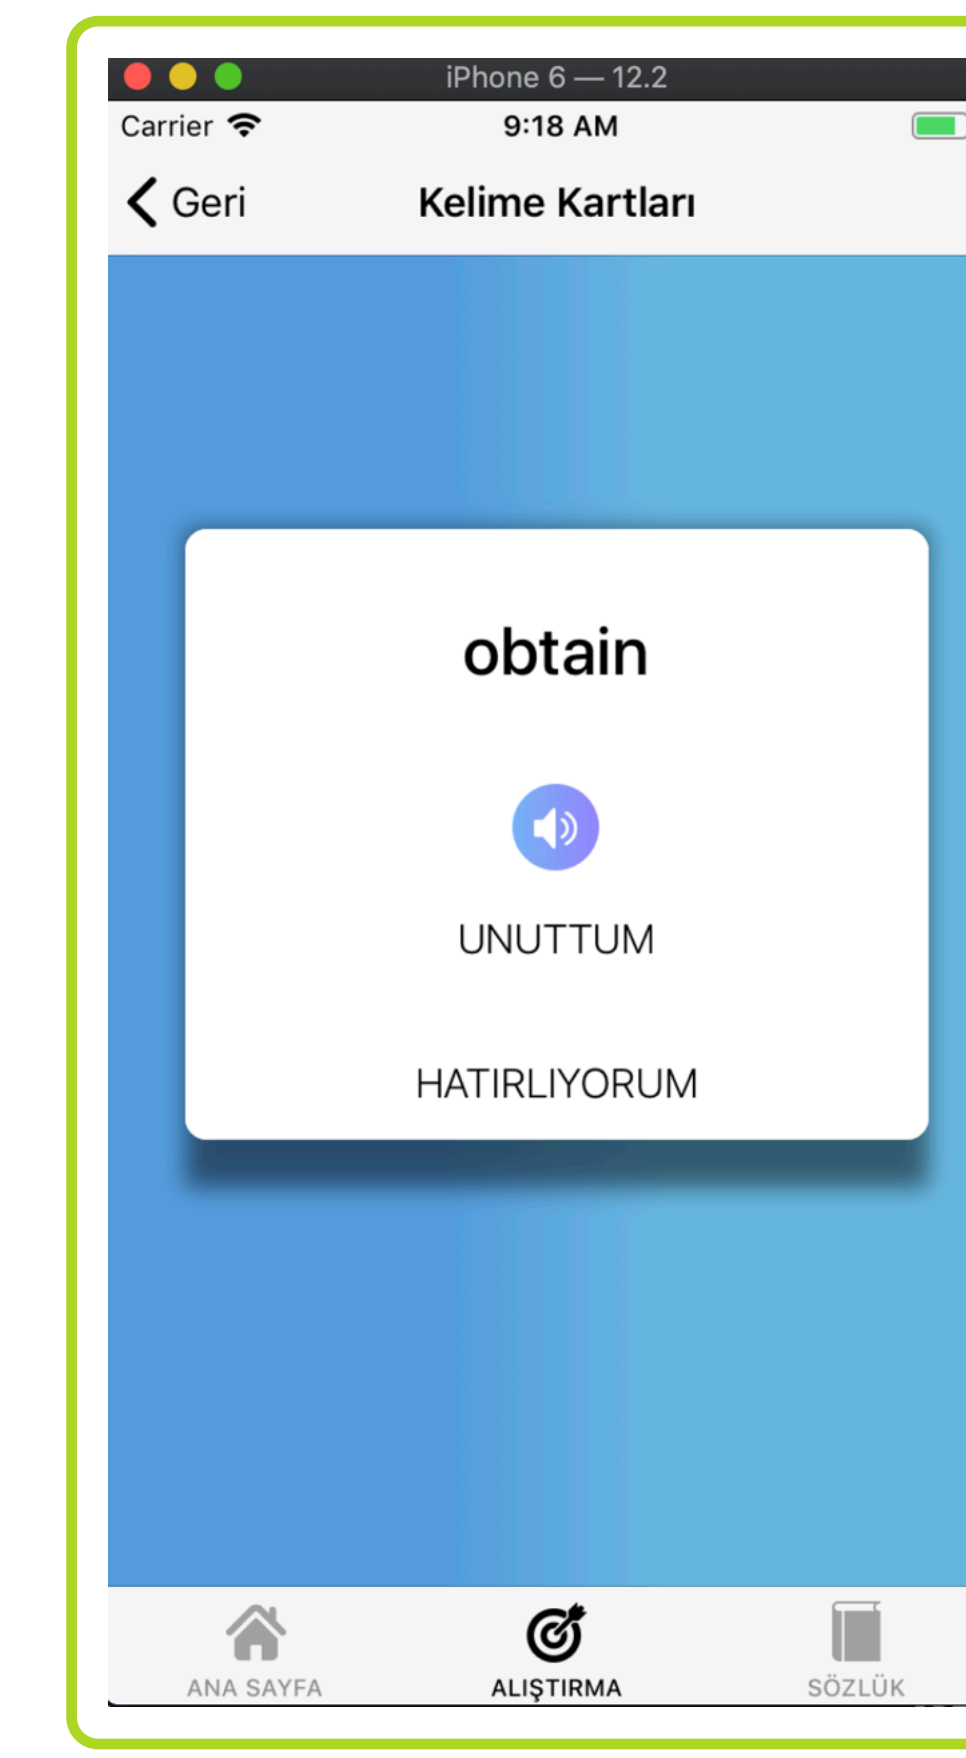 iPhone 6 — 12.2
Carrier 9:18 AM
Geri Kelime Kartları
obtain
UNUTTUM
HATIRLIYORUM
ANA SAYFA ALIŞTIRMA SÖZLÜK